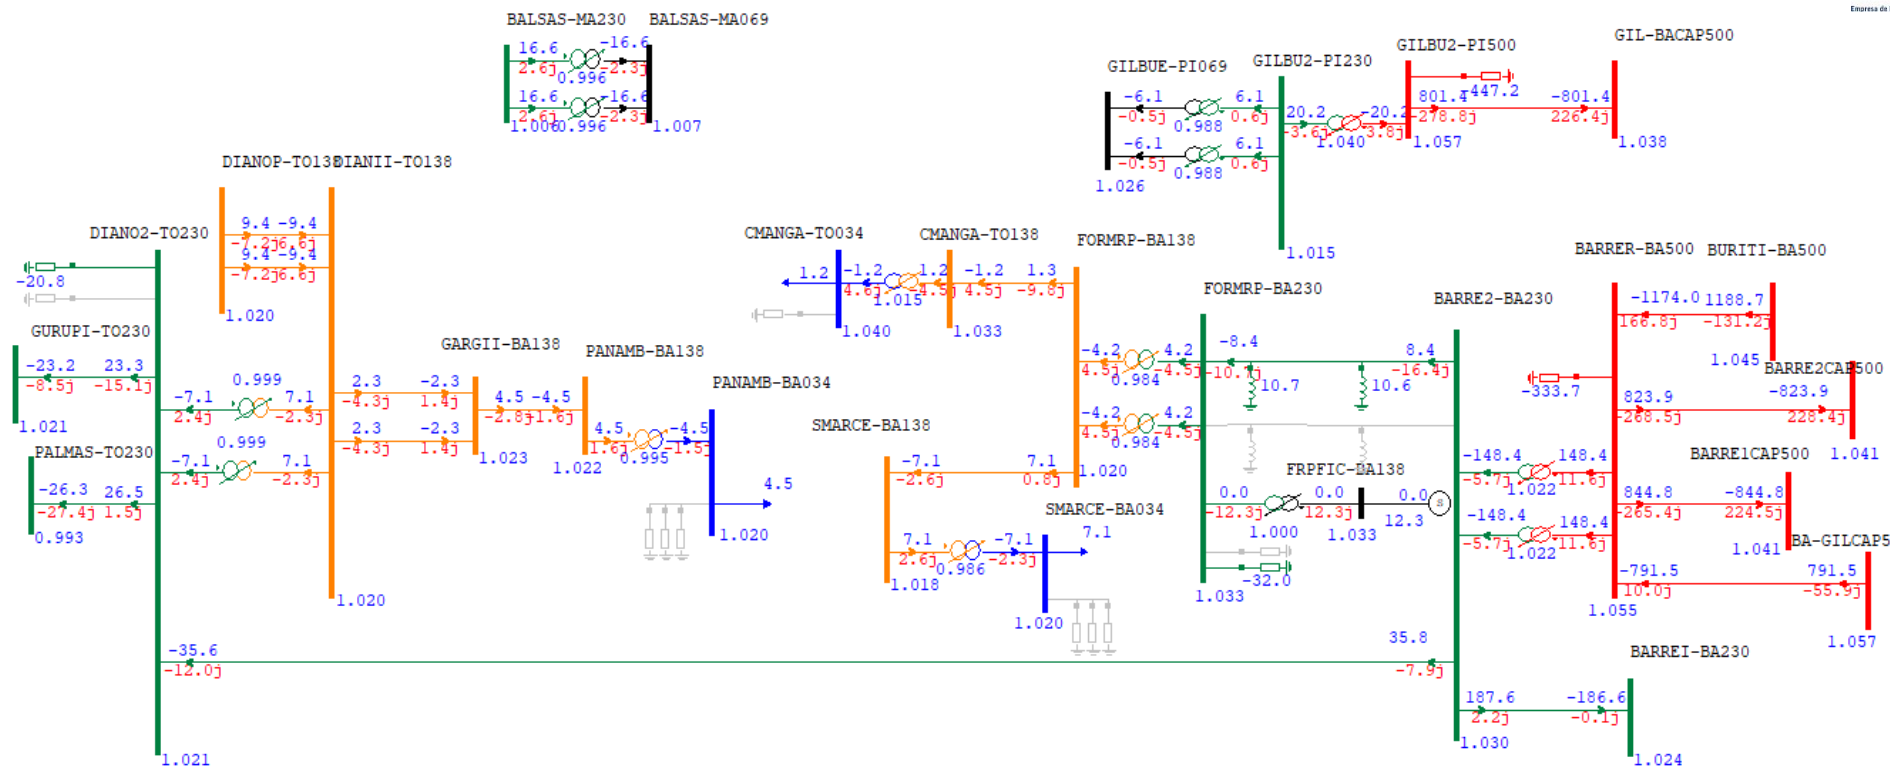 Empresa de
BALSAS-MA230 BALSAS-MA069
16.6 -16.6
2.6j -2.3j
0.996
16.6 -16.6
2.6j -2.3j
1.006 0.996 1.007
GILBUE-PI069 GILBU2-PI230 GILBU2-PI500 GIL-BACAP500
-447.2
-6.1 6.1
-0.5j 0.6j
0.988
-6.1 6.1
-0.5j 0.6j
0.988
1.026
20.2 -20.2
-3.6j 3.8j
1.040
1.015
801.4 -801.4
-278.8j 226.4j
1.057 1.038
DIANOP-TO138 DIANII-TO138
9.4 -9.4
-7.2j 6.6j
9.4 -9.4
-7.2j 6.6j
1.020
DIANO2-TO230
-20.8
GURUPI-TO230
-23.2 23.3
-8.5j -15.1j
1.021
PALMAS-TO230
-26.3 26.5
-27.4j 1.5j
0.993
0.999
-7.1 7.1
2.4j -2.3j
0.999
-7.1 7.1
2.4j -2.3j
1.020
GARGII-BA138
2.3 -2.3
-4.3j 1.4j
2.3 -2.3
-4.3j 1.4j
1.023
PANAMB-BA138
4.5 -4.5
-2.8j -1.6j
1.022
PANAMB-BA034
4.5 -4.5
1.6j -1.5j
0.995
4.5
1.020
CMANGA-TO034 CMANGA-TO138 FORMRP-BA138
1.2 -1.2 1.2 -1.2 1.3
4.6j -4.5j 4.5j -9.8j
1.015
1.040 1.033
SMARCE-BA138
-7.1 7.1
-2.6j 0.8j
1.020
SMARCE-BA034
7.1 -7.1 7.1
2.6j -2.3j
0.986
1.018
1.020
FORMRP-BA230
-4.2 4.2
4.5j -4.5j
0.984
-4.2 4.2
4.5j -4.5j
0.984
BARRE2-BA230
-8.4 8.4
-10.7j -16.4j
10.7 10.6
FRPFIC-BA138
0.0 0.0 0.0
-12.3j 12.3j
1.000 1.033 12.3
S
-32.0
1.033
BARRER-BA500 BURITI-BA500
-1174.0 1188.7
166.8j -131.2j
1.045
BARRE2CAP500
-333.7
823.9 -823.9
-268.5j 228.4j
1.041
BARRE1CAP500
-148.4 148.4
-5.7j 11.6j
1.022
844.8 -844.8
-265.4j 224.5j
1.041
-148.4 148.4
-5.7j 11.6j
1.022
BA-GILCAP5
-791.5 791.5
10.0j -55.9j
1.055
1.057
-35.6 35.8
-12.0j -7.9j
1.021
BARREI-BA230
187.6 -186.6
2.2j -0.1j
1.030
1.024